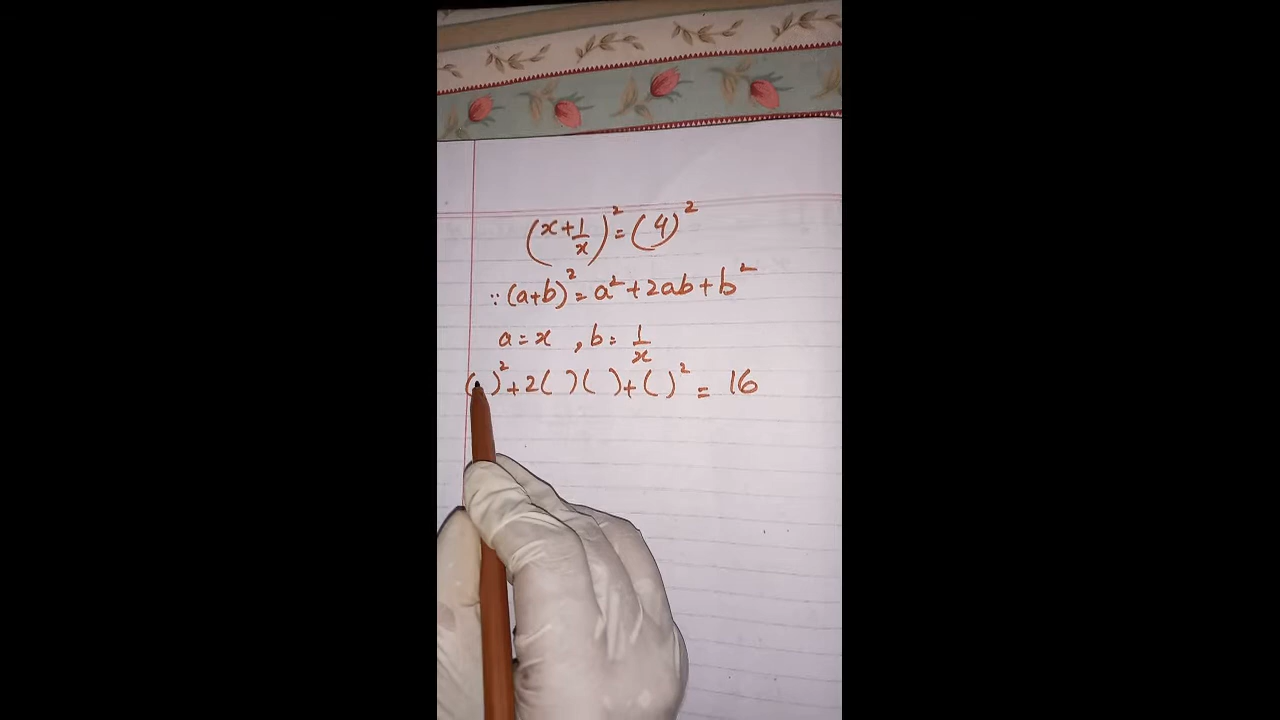 (x+1/x)² = (4)²
∵ (a+b)² = a² + 2ab + b²
a = x , b = 1/x
( )² + 2( )( ) + ( )² = 16